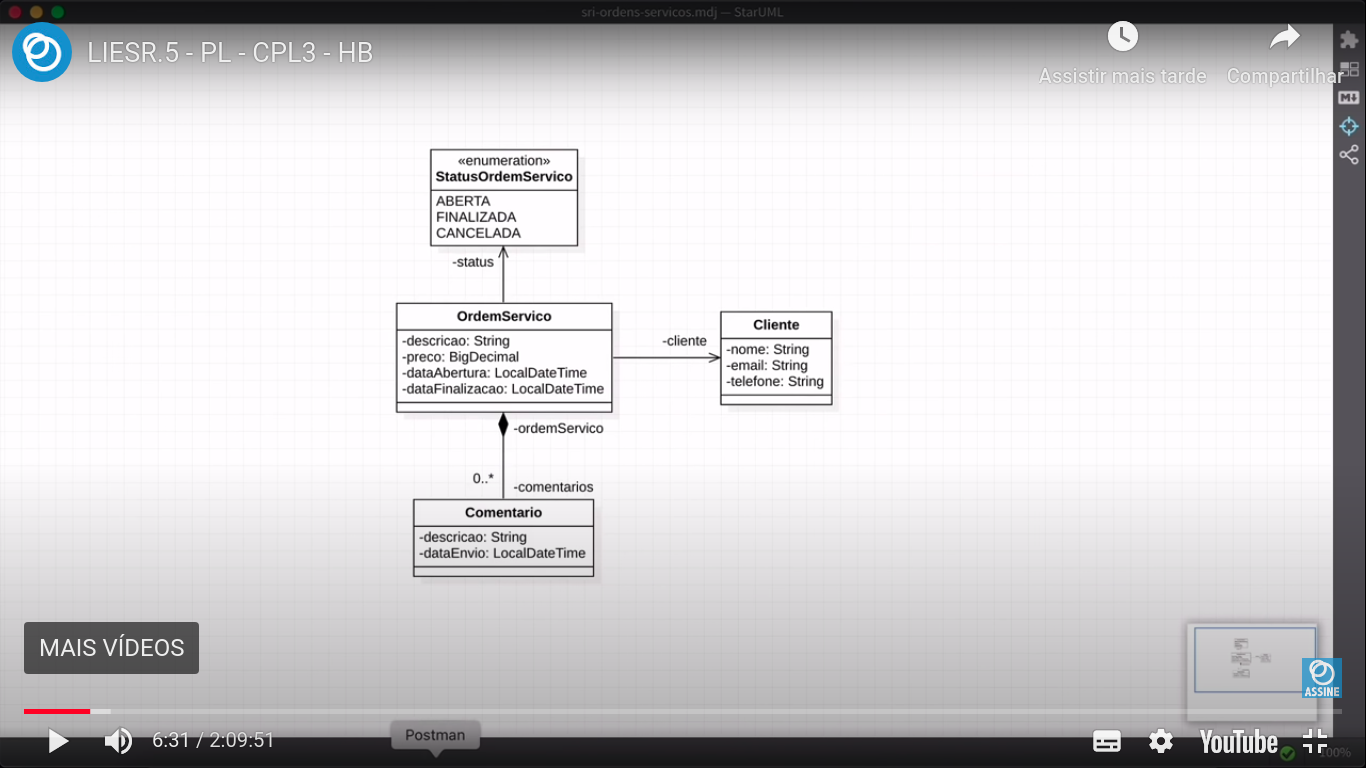 sri-ordens-servicos.mdj — StarUML
LIESR.5 - PL - CPL3 - HB
Assistir mais tarde
Compartilhar
M↓
«enumeration»
StatusOrdemServico
ABERTA
FINALIZADA
CANCELADA
-status
OrdemServico
-descricao: String
-preco: BigDecimal
-dataAbertura: LocalDateTime
-dataFinalizacao: LocalDateTime
-cliente
Cliente
-nome: String
-email: String
-telefone: String
-ordemServico
0..*
-comentarios
Comentario
-descricao: String
-dataEnvio: LocalDateTime
MAIS VÍDEOS
ASSINE
Postman
6:31 / 2:09:51
YouTube
100%